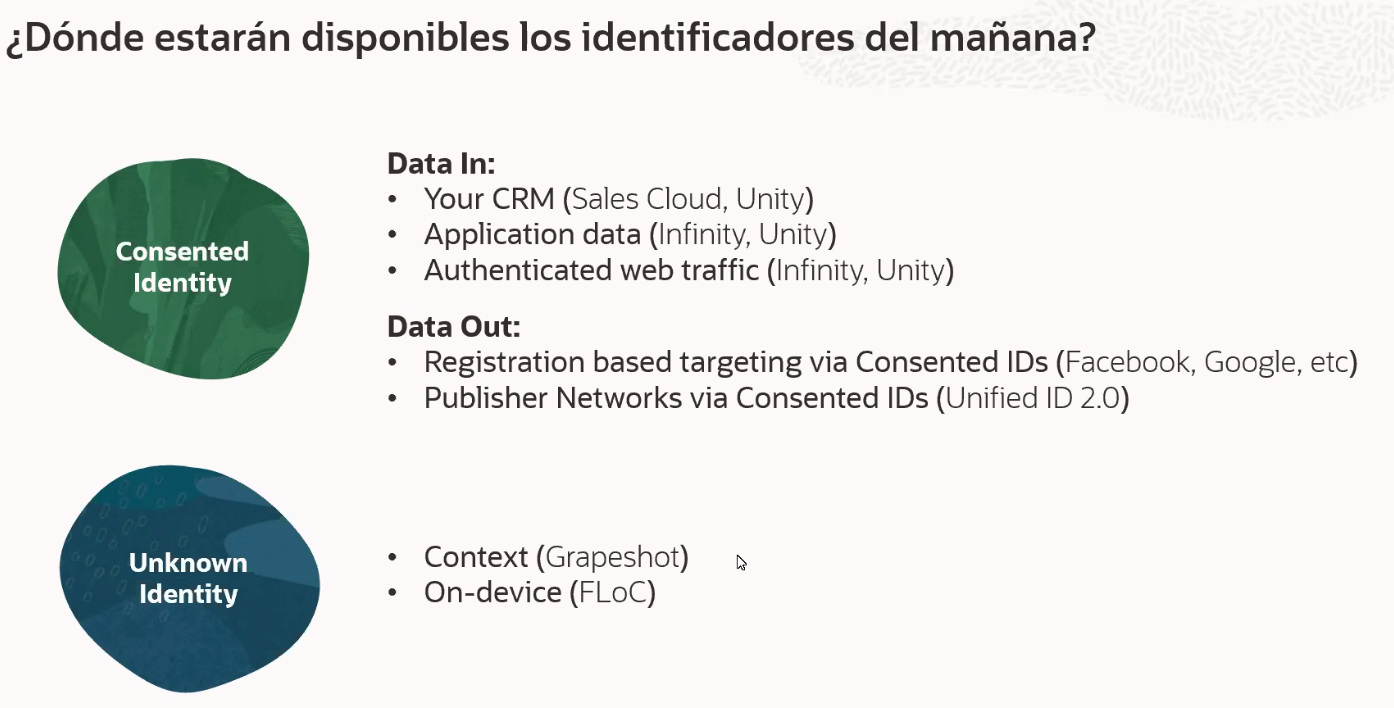 ¿Dónde estarán disponibles los identificadores del mañana?
Consented
Identity
Data In:
• Your CRM (Sales Cloud, Unity)
• Application data (Infinity, Unity)
• Authenticated web traffic (Infinity, Unity)
Data Out:
• Registration based targeting via Consented IDs (Facebook, Google, etc)
• Publisher Networks via Consented IDs (Unified ID 2.0)
Unknown
Identity
• Context (Grapeshot)
• On-device (FLoC)